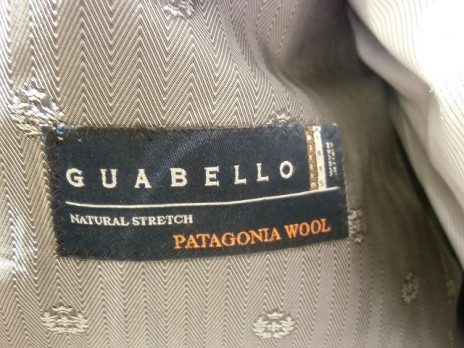 GUABELLO
NATURAL STRETCH
PATAGONIA WOOL